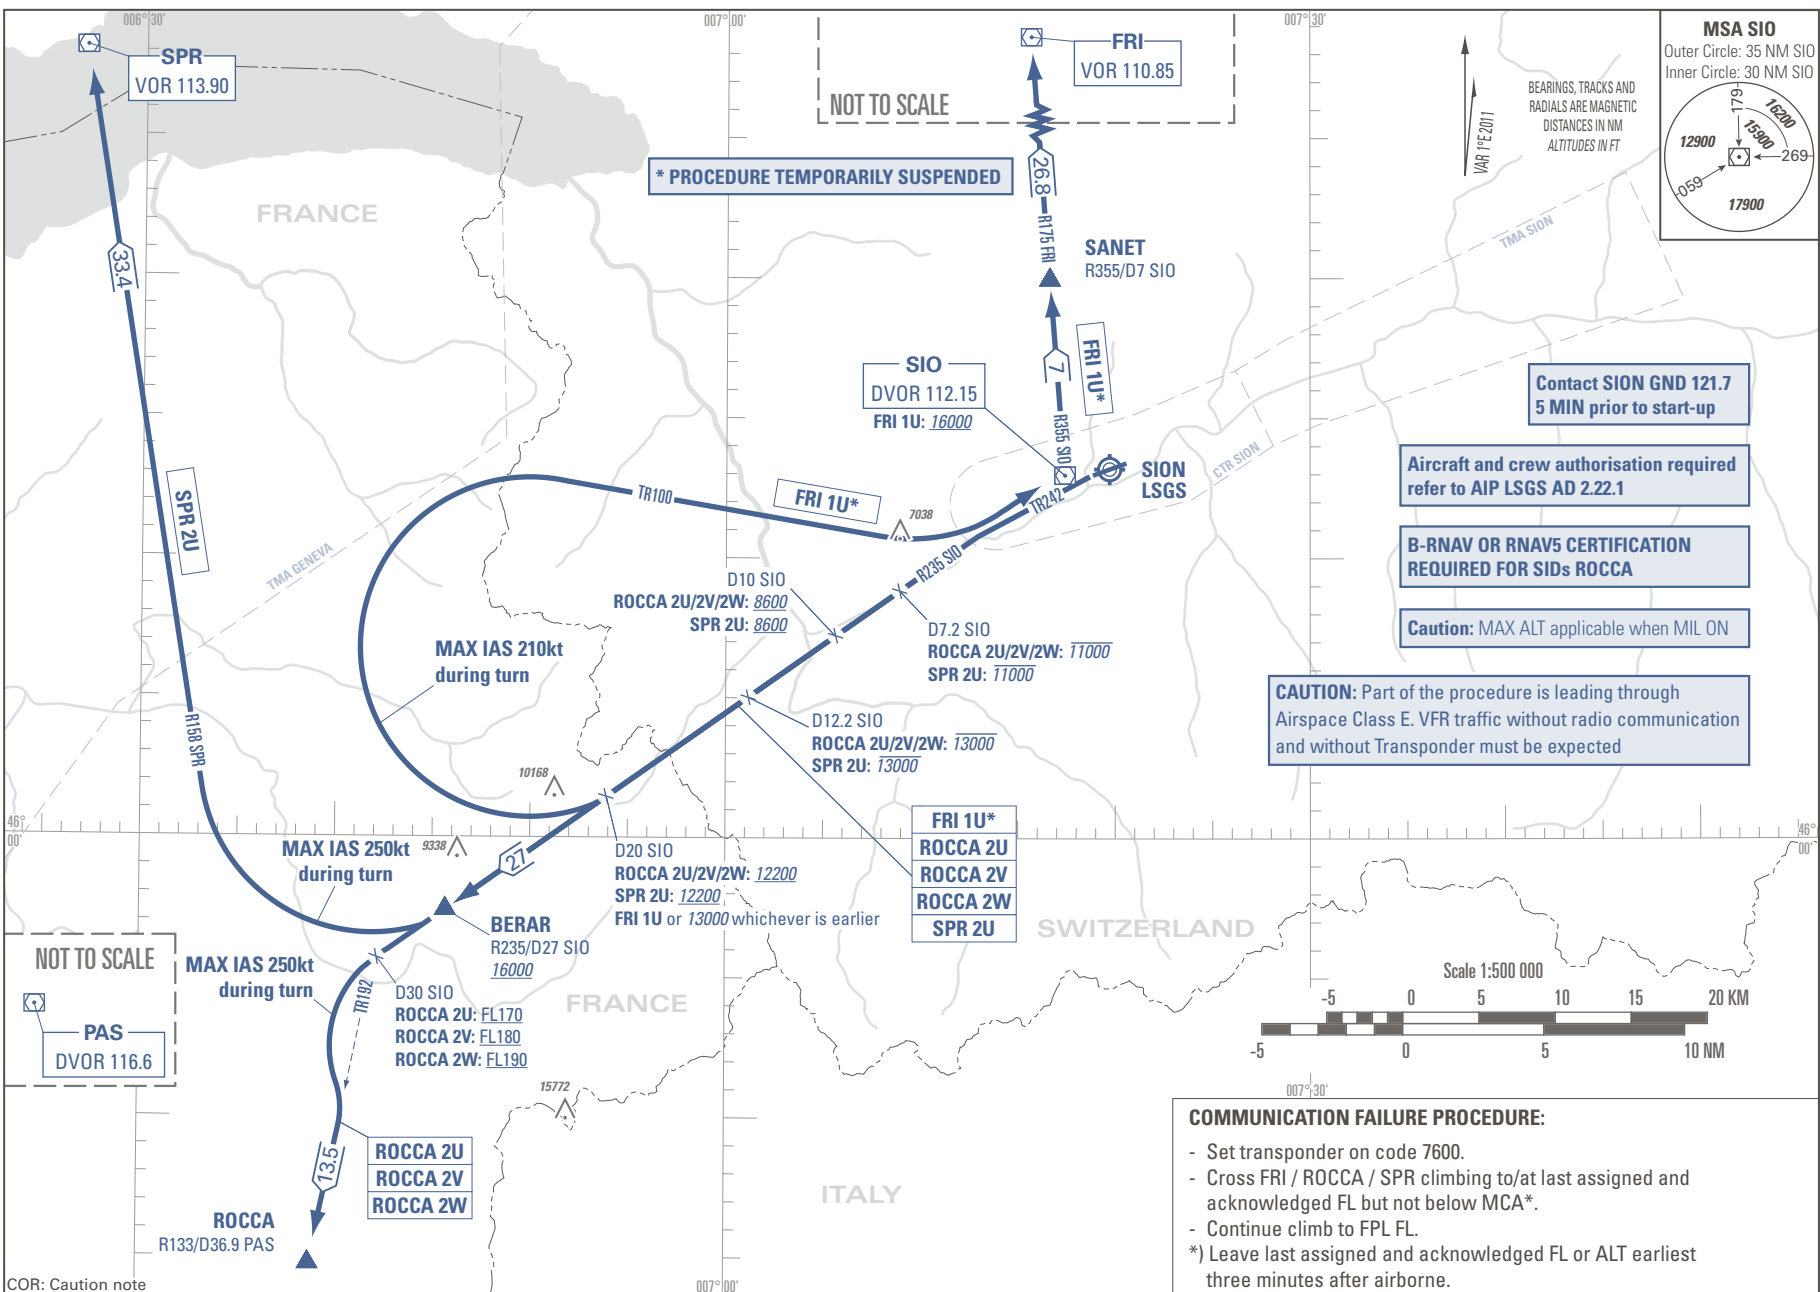 006°30'
007°00'
007°30'
SPR
VOR 113.90
FRI
VOR 110.85
NOT TO SCALE
MSA SIO
Outer Circle: 35 NM SIO
Inner Circle: 30 NM SIO
179
16200
15900
12900
269
059
17900
VAR 1°E 2011
BEARINGS, TRACKS AND
RADIALS ARE MAGNETIC
DISTANCES IN NM
ALTITUDES IN FT
* PROCEDURE TEMPORARILY SUSPENDED
26.8
R175 FRI
FRANCE
33.4
SANET
R355/D7 SIO
TMA SION
FRI 1U*
7
R355 SIO
SIO
DVOR 112.15
FRI 1U: 16000
Contact SION GND 121.7
5 MIN prior to start-up
SION
LSGS
CTR SION
Aircraft and crew authorisation required
refer to AIP LSGS AD 2.22.1
SPR 2U
TR100
FRI 1U*
7038
TR242
R235 SIO
B-RNAV OR RNAV5 CERTIFICATION
REQUIRED FOR SIDs ROCCA
TMA GENEVA
D10 SIO
ROCCA 2U/2V/2W: 8600
SPR 2U: 8600
D7.2 SIO
ROCCA 2U/2V/2W: 11000
SPR 2U: 11000
Caution: MAX ALT applicable when MIL ON
MAX IAS 210kt
during turn
R158 SPR
D12.2 SIO
ROCCA 2U/2V/2W: 13000
SPR 2U: 13000
CAUTION: Part of the procedure is leading through
Airspace Class E. VFR traffic without radio communication
and without Transponder must be expected
10168
46°
00'
46°
00'
MAX IAS 250kt
during turn
9338
27
D20 SIO
ROCCA 2U/2V/2W: 12200
SPR 2U: 12200
FRI 1U or 13000 whichever is earlier
FRI 1U*
ROCCA 2U
ROCCA 2V
ROCCA 2W
SPR 2U
SWITZERLAND
BERAR
R235/D27 SIO
16000
NOT TO SCALE
PAS
DVOR 116.6
MAX IAS 250kt
during turn
TR192
D30 SIO
ROCCA 2U: FL170
ROCCA 2V: FL180
ROCCA 2W: FL190
FRANCE
Scale 1:500 000
-5 0 5 10 15 20 KM
-5 0 5 10 NM
15772
007°30'
13.5
ROCCA 2U
ROCCA 2V
ROCCA 2W
ITALY
ROCCA
R133/D36.9 PAS
COMMUNICATION FAILURE PROCEDURE:
- Set transponder on code 7600.
- Cross FRI / ROCCA / SPR climbing to/at last assigned and
acknowledged FL but not below MCA*.
- Continue climb to FPL FL.
*) Leave last assigned and acknowledged FL or ALT earliest
three minutes after airborne.
COR: Caution note
007°00'